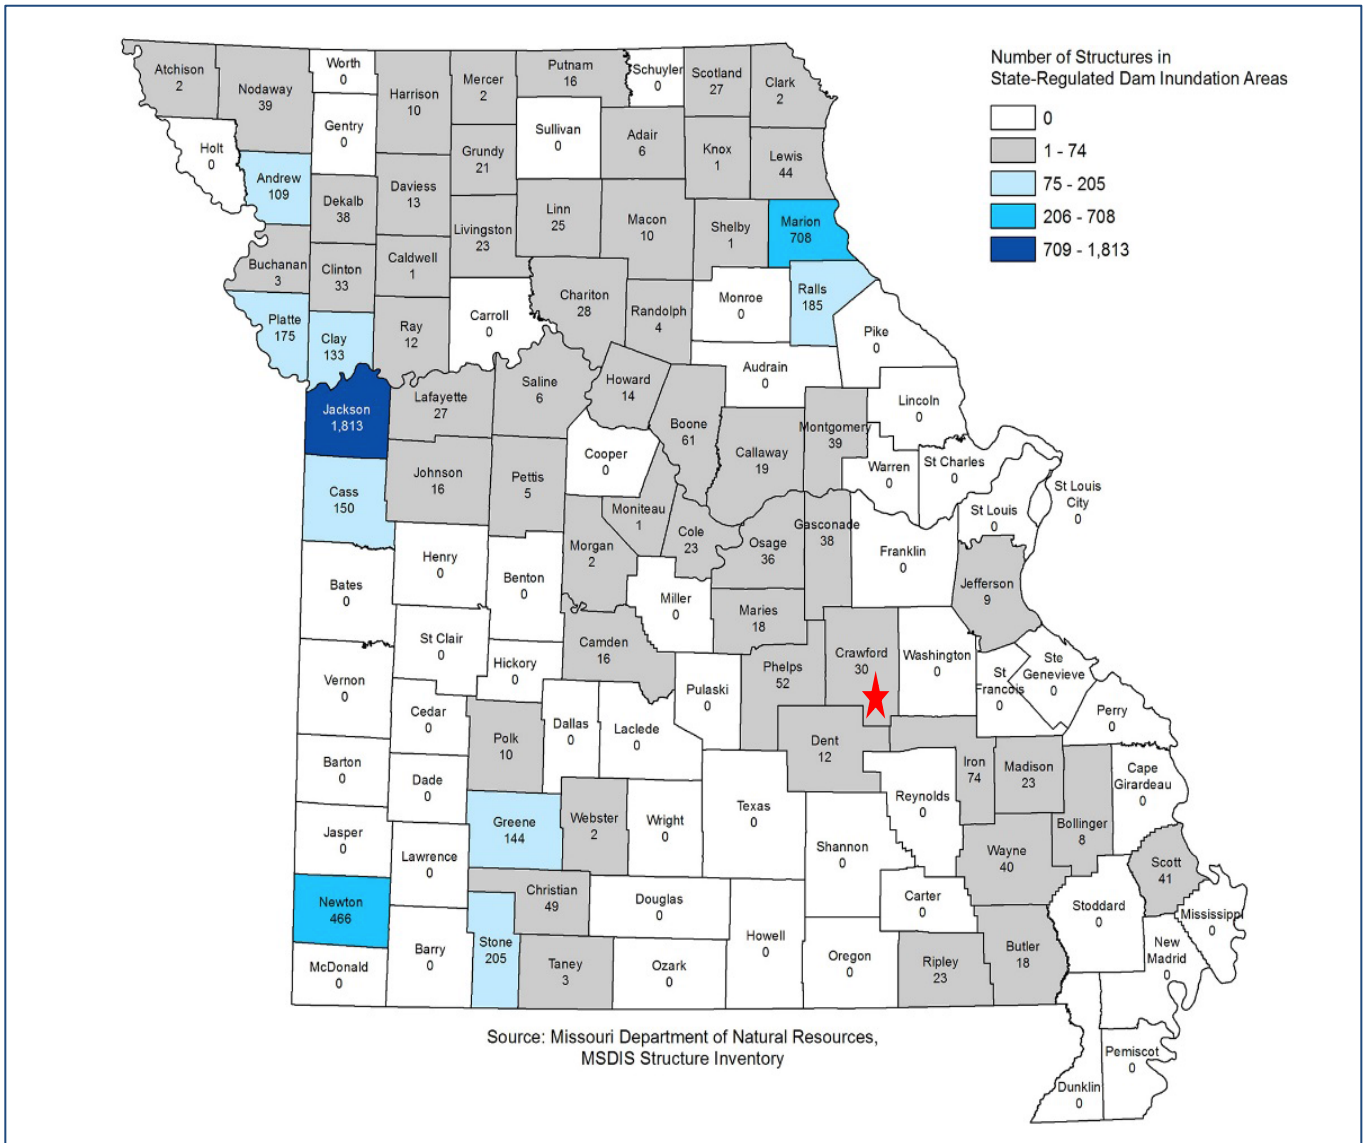 Number of Structures in
State-Regulated Dam Inundation Areas
0
1 - 74
75 - 205
206 - 708
709 - 1,813
Atchison
2
Nodaway
39
Worth
0
Gentry
0
Harrison
10
Mercer
2
Putnam
16
Schuyler
0
Scotland
27
Clark
2
Holt
0
Andrew
109
Dekalb
38
Daviess
13
Grundy
21
Sullivan
0
Adair
6
Knox
1
Lewis
44
Buchanan
3
Clinton
33
Caldwell
1
Livingston
23
Linn
25
Macon
10
Shelby
1
Marion
708
Platte
175
Clay
133
Ray
12
Carroll
0
Chariton
28
Randolph
4
Monroe
0
Ralls
185
Pike
0
Audrain
0
Jackson
1,813
Lafayette
27
Saline
6
Howard
14
Boone
61
Callaway
19
Montgomery
39
Lincoln
0
Warren
0
St Charles
0
St Louis
City
0
St Louis
0
Cass
150
Johnson
16
Pettis
5
Cooper
0
Moniteau
1
Cole
23
Osage
36
Gasconade
38
Franklin
0
Jefferson
9
Bates
0
Henry
0
Benton
0
Morgan
2
Miller
0
Maries
18
St Clair
0
Hickory
0
Camden
16
Pulaski
0
Phelps
52
Crawford
30
Washington
0
St
Francois
0
Ste
Genevieve
0
Perry
0
Vernon
0
Cedar
0
Polk
10
Dallas
0
Laclede
0
Dent
12
Iron
74
Madison
23
Cape
Girardeau
0
Barton
0
Dade
0
Greene
144
Webster
2
Wright
0
Texas
0
Shannon
0
Reynolds
0
Wayne
40
Bollinger
8
Scott
41
Jasper
0
Lawrence
0
Christian
49
Douglas
0
Howell
0
Carter
0
Stoddard
0
Mississippi
0
Newton
466
Barry
0
Stone
205
Taney
3
Ozark
0
Oregon
0
Ripley
23
Butler
18
New
Madrid
0
McDonald
0
Pemiscot
0
Dunklin
0
Source: Missouri Department of Natural Resources,
MSDIS Structure Inventory